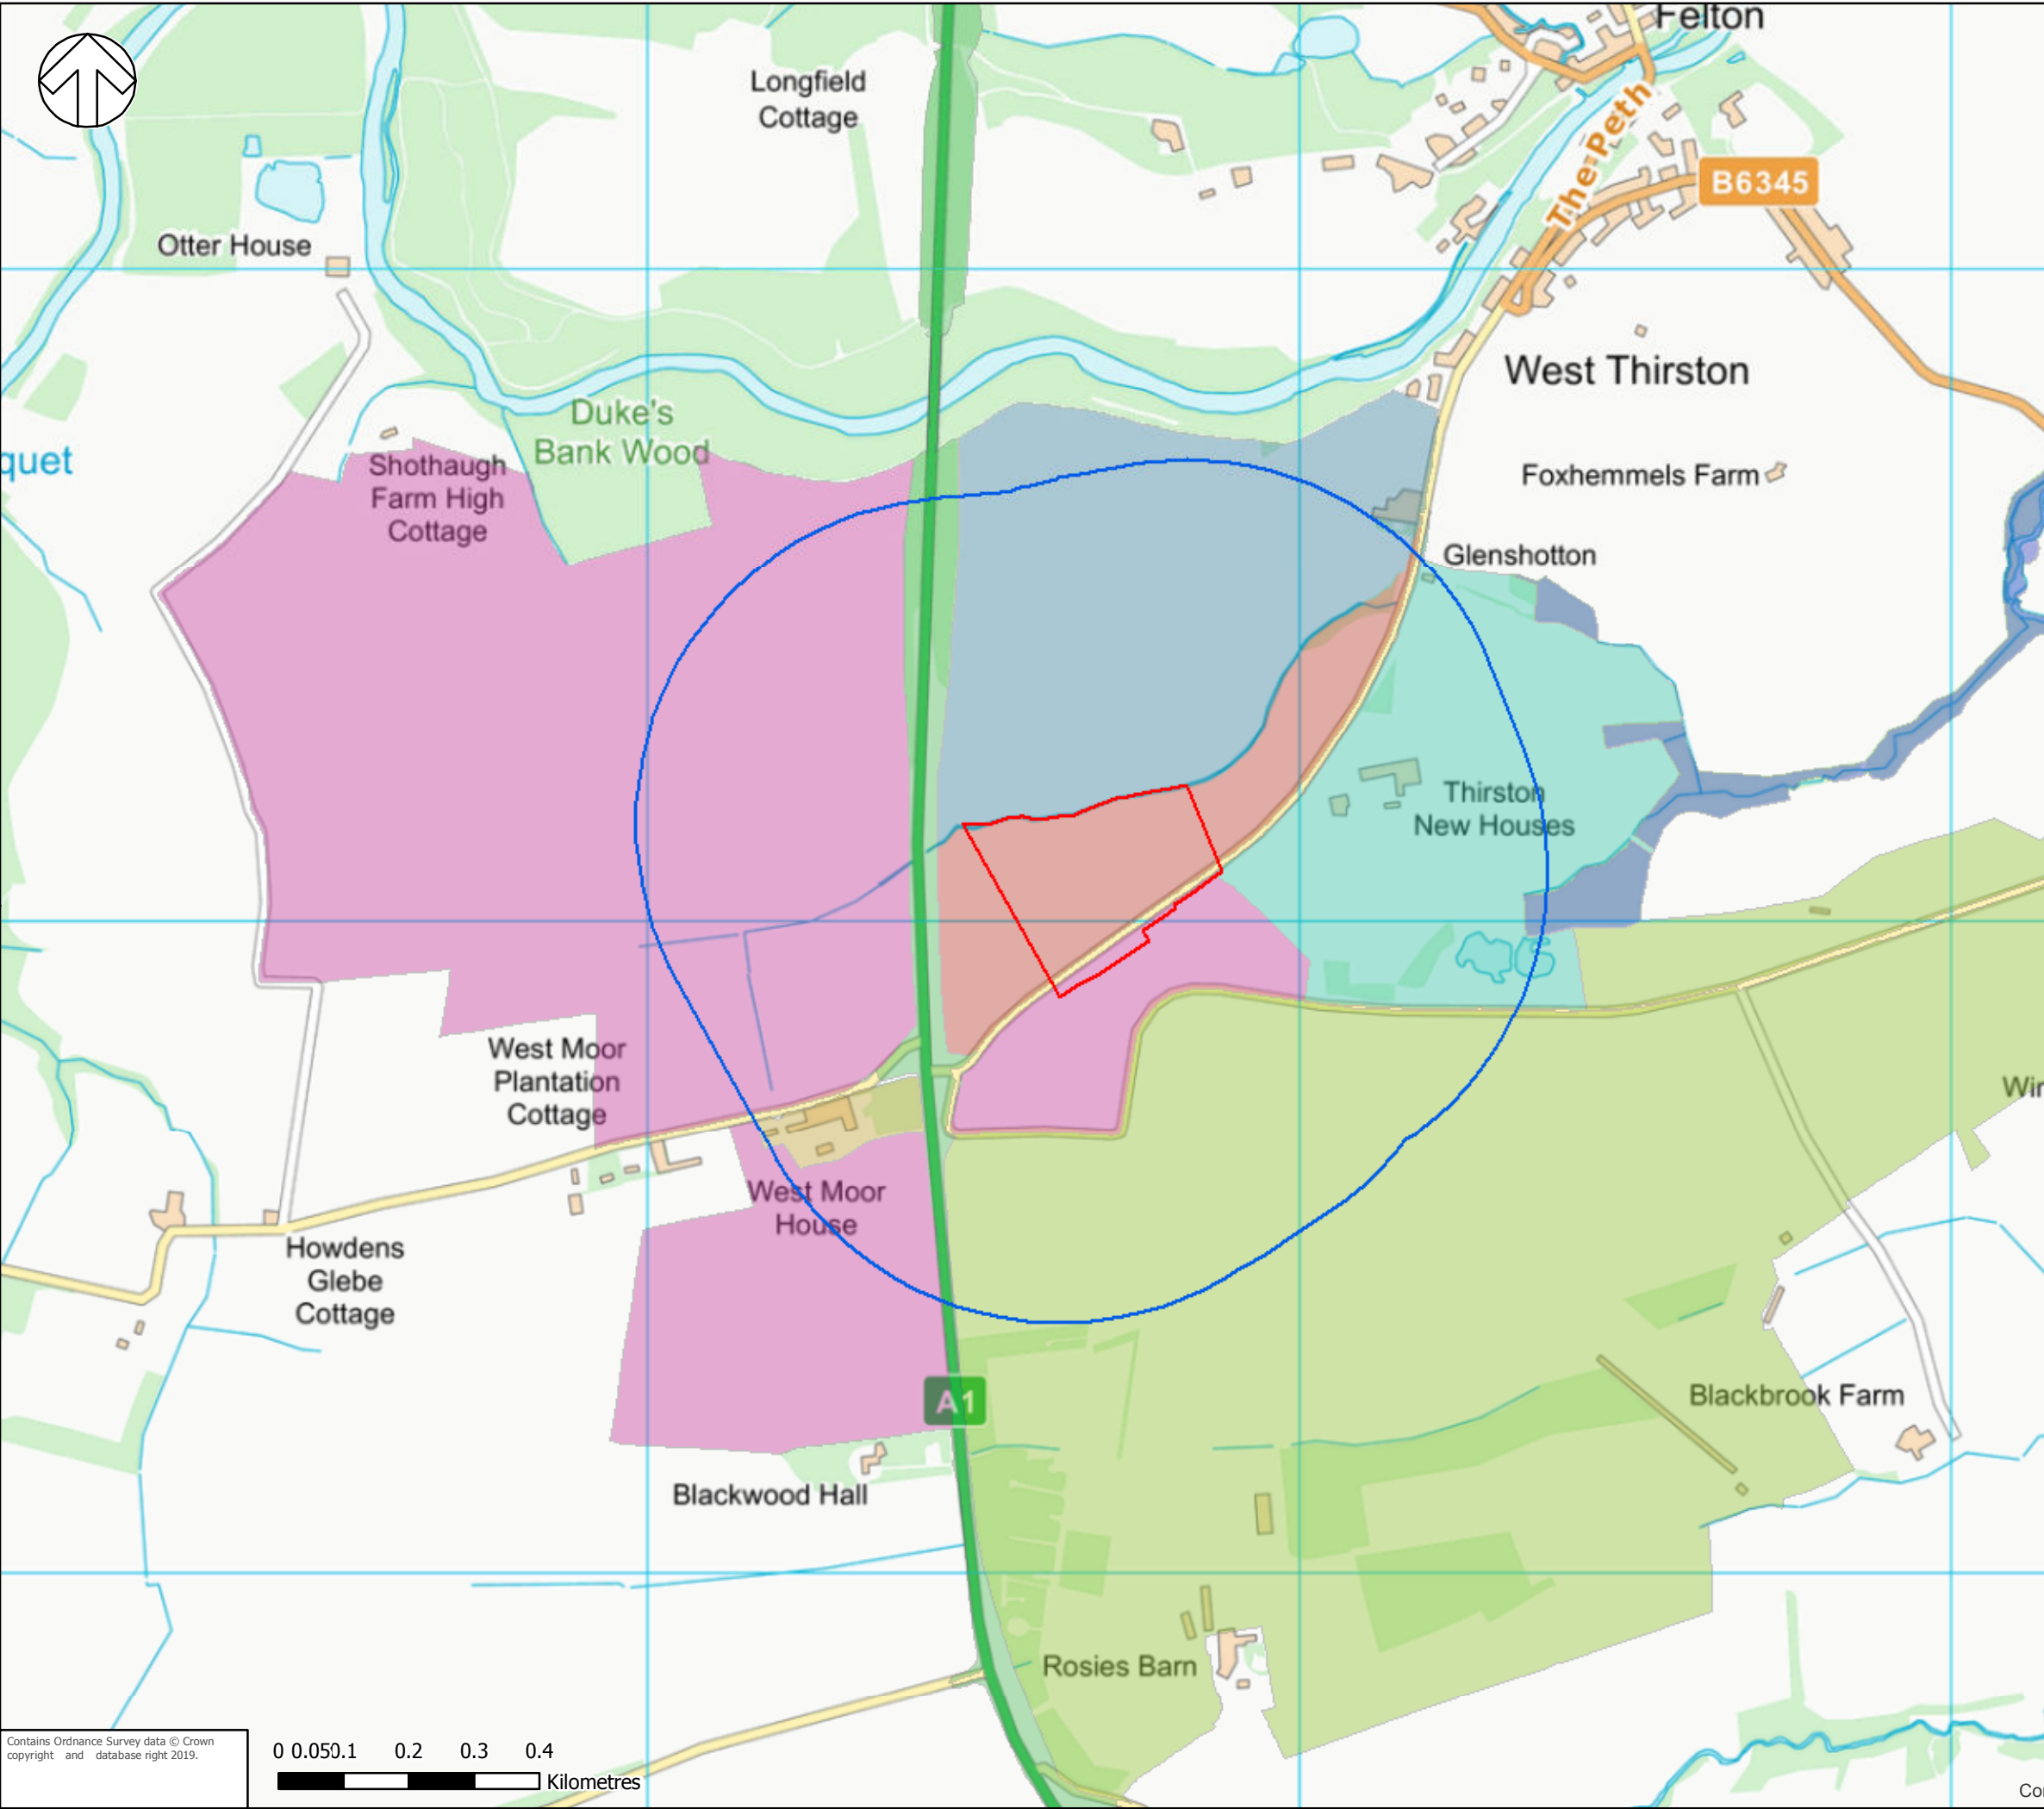 Felton
Longfield
Cottage
The Peth
B6345
Otter House
West Thirston
Duke's
Bank Wood
quet
Shothaugh
Farm High
Cottage
Foxhemmels Farm
Glenshotton
Thirston
New Houses
West Moor
Plantation
Cottage
Wir
West Moor
House
Howdens
Glebe
Cottage
A1
Blackbrook Farm
Blackwood Hall
Rosies Barn
Contains Ordnance Survey data © Crown
copyright and database right 2019.
0 0.05 0.1 0.2 0.3 0.4
Kilometres